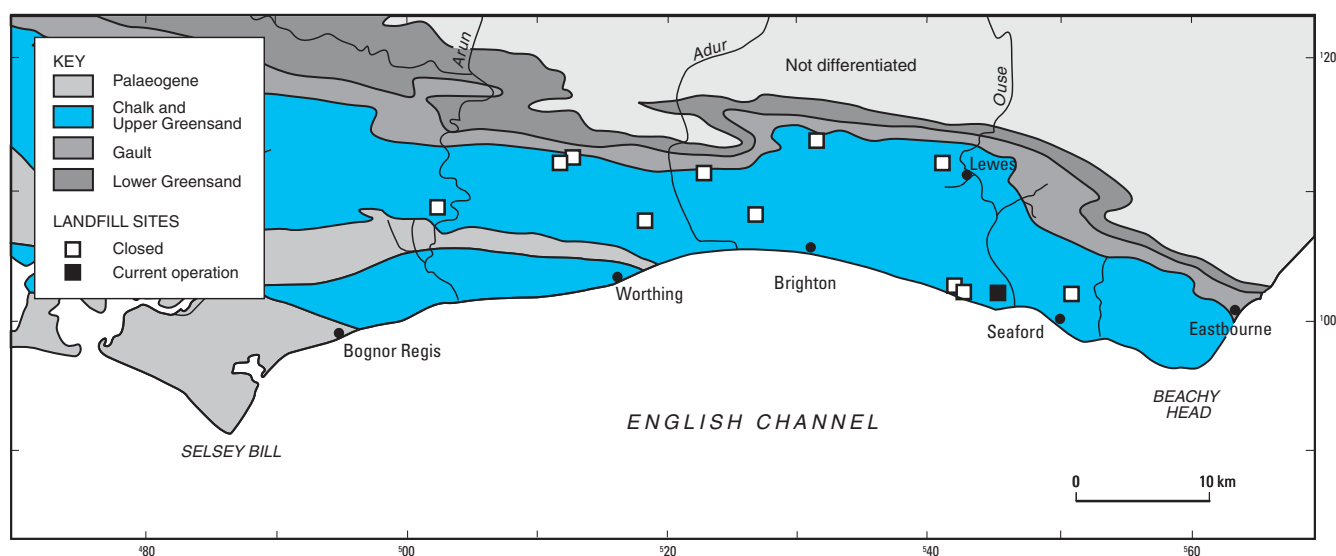 KEY
Palaeogene
Chalk and
Upper Greensand
Gault
Lower Greensand
LANDFILL SITES
Closed
Current operation
Arun
Adur
Ouse
Not differentiated
Lewes
Worthing
Brighton
Seaford
Eastbourne
Bognor Regis
SELSEY BILL
ENGLISH CHANNEL
BEACHY
HEAD
0 10 km
¹20
¹00
⁴80 ⁵00 ⁵20 ⁵40 ⁵60